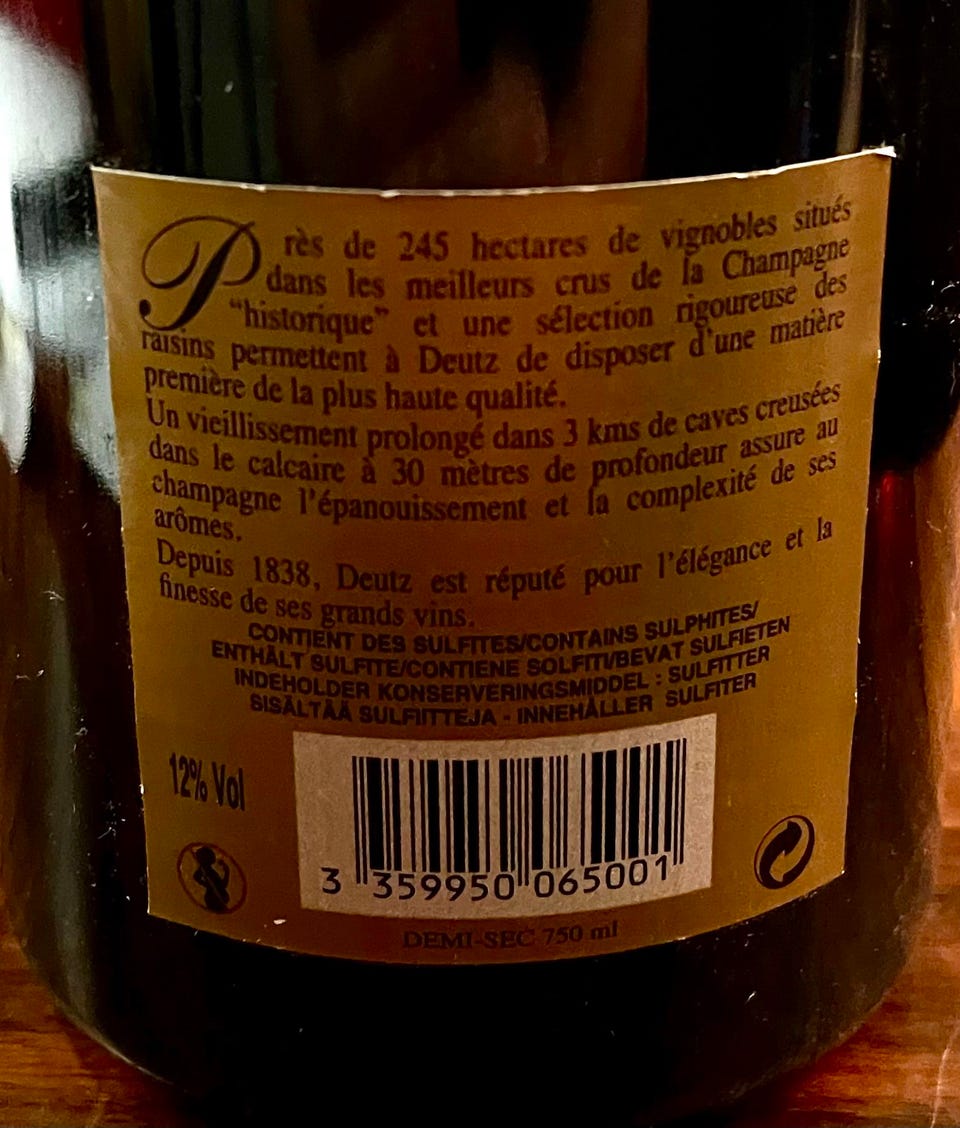 Près de 245 hectares de vignobles situés
dans les meilleurs crus de la Champagne
“historique” et une sélection rigoureuse des
raisins permettent à Deutz de disposer d’une matière
première de la plus haute qualité.
Un vieillissement prolongé dans 3 kms de caves creusées
dans le calcaire à 30 mètres de profondeur assure au
champagne l’épanouissement et la complexité de ses
arômes.
Depuis 1838, Deutz est réputé pour l’élégance et la
finesse de ses grands vins.
CONTIENT DES SULFITES/CONTAINS SULPHITES/
ENTHÄLT SULFITE/CONTIENE SOLFITI/BEVAT SULFIETEN
INDEHOLDER KONSERVERINGSMIDDEL : SULFITTER
SISÄLTÄÄ SULFIITTEJA - INNEHÅLLER SULFITER
12% Vol
3 359950 065001
DEMI-SEC 750 ml